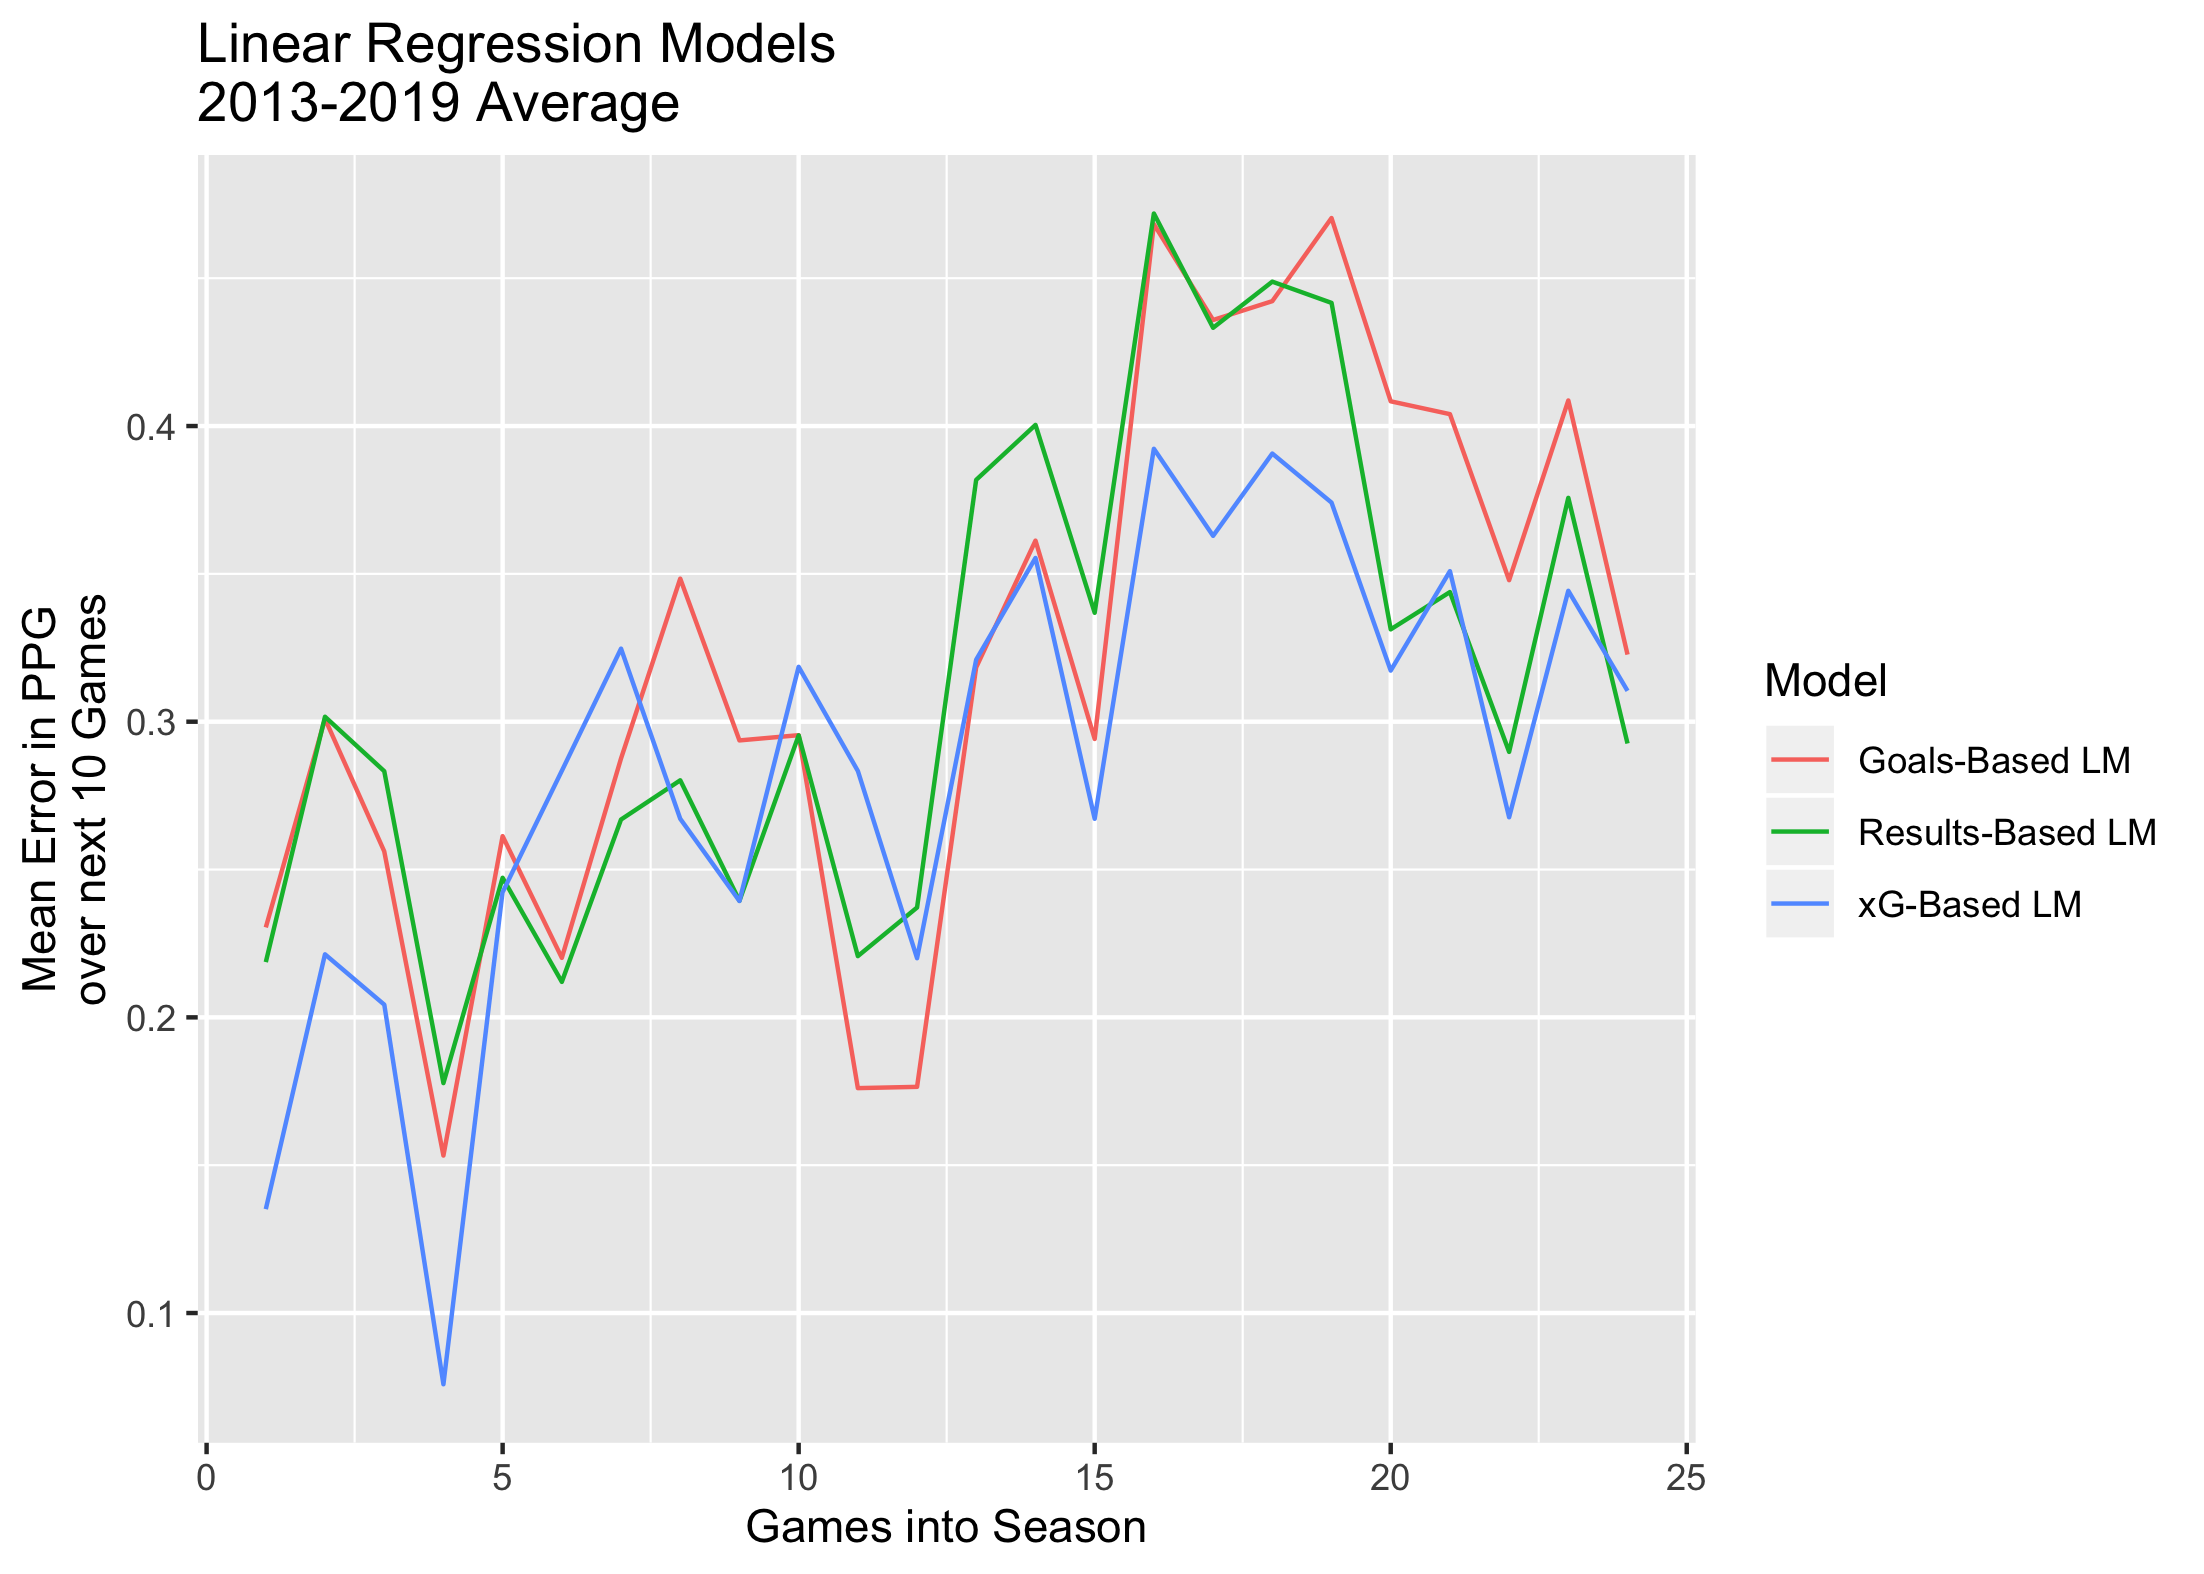 Linear Regression Models
2013-2019 Average
Mean Error in PPG
over next 10 Games
0.4
0.3
0.2
0.1
0
5
10
15
20
25
Games into Season
Model
Goals-Based LM
Results-Based LM
xG-Based LM